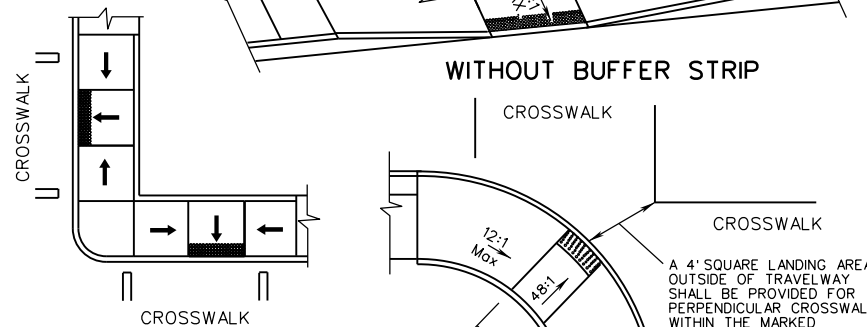 X:1
WITHOUT BUFFER STRIP
CROSSWALK
CROSSWALK
12:1
Max
48:1
CROSSWALK
A 4' SQUARE LANDING AREA
OUTSIDE OF TRAVELWAY
SHALL BE PROVIDED FOR
PERPENDICULAR CROSSWAL
WITHIN THE MARKED
CROSSWALK